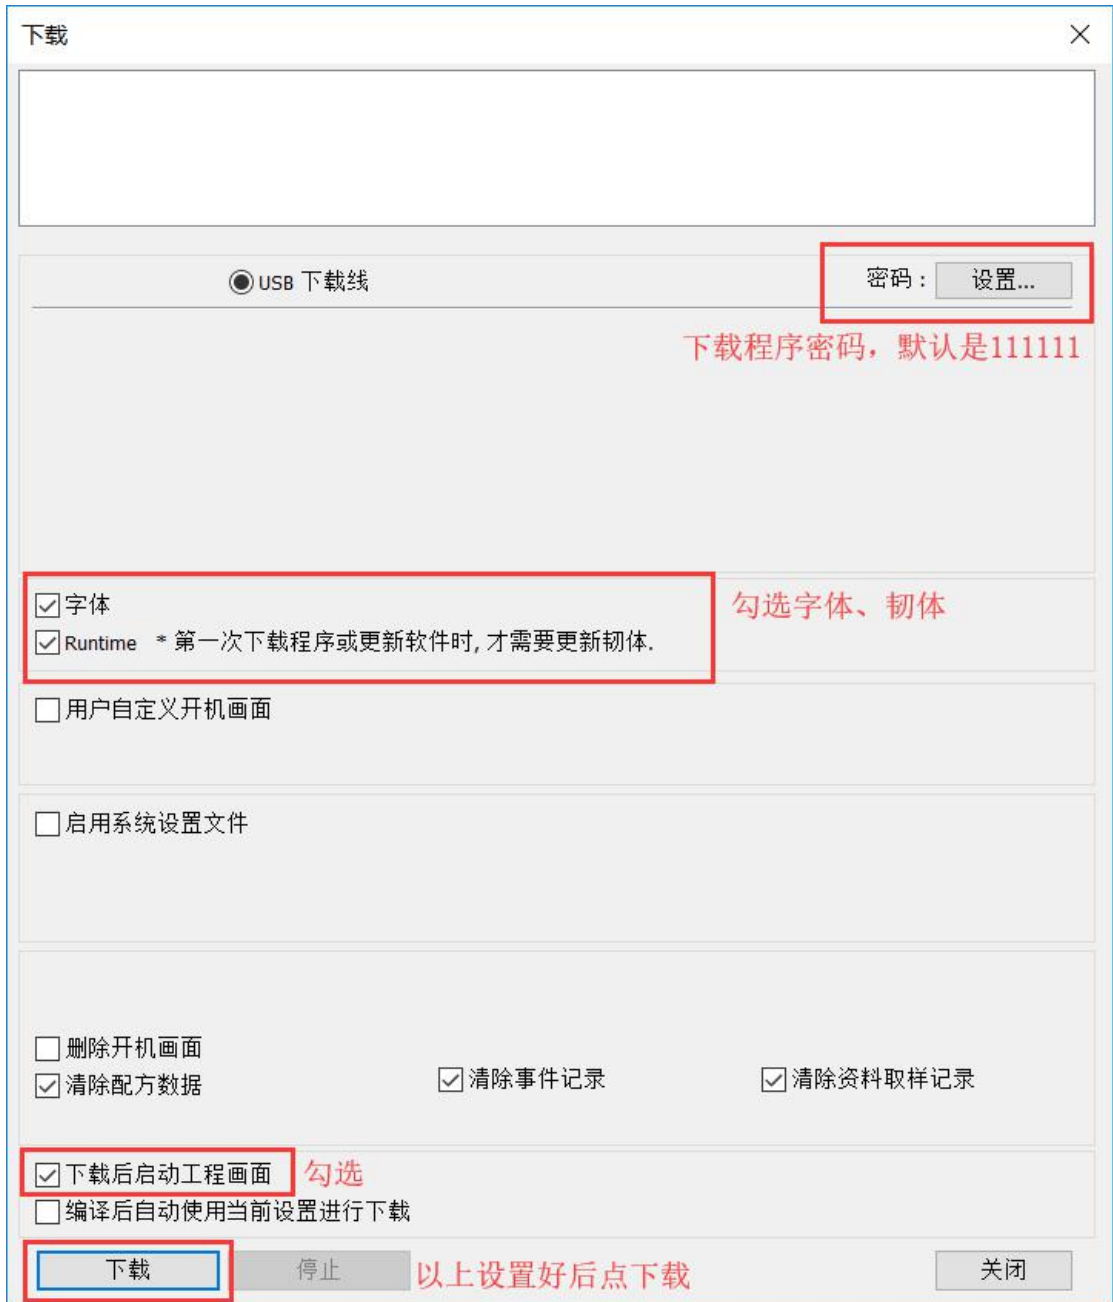 下载
USB 下载线
密码：
设置...
下载程序密码，默认是111111
字体
勾选字体、韧体
Runtime * 第一次下载程序或更新软件时, 才需要更新韧体.
用户自定义开机画面
启用系统设置文件
删除开机画面
清除配方数据
清除事件记录
清除资料取样记录
下载后启动工程画面
勾选
编译后自动使用当前设置进行下载
下载
停止
以上设置好后点下载
关闭